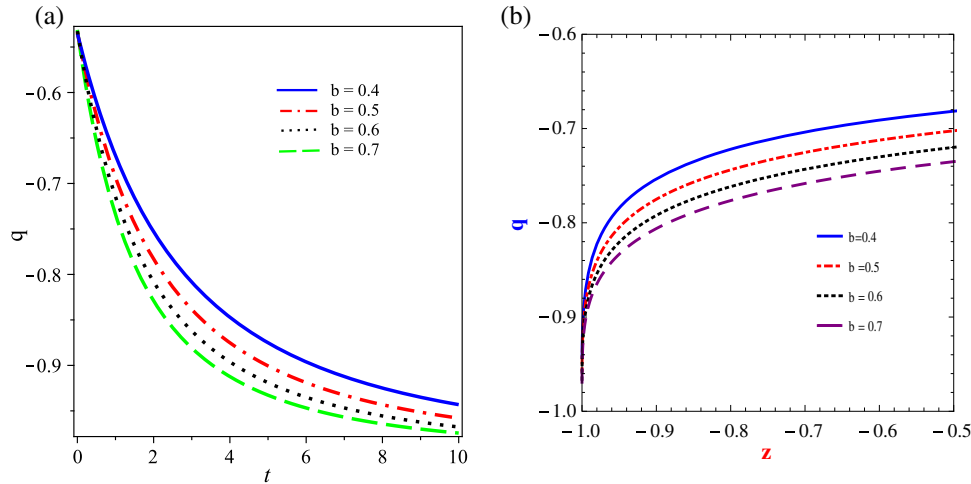 (a)
−0.6
−0.7
−0.8
−0.9
q
b = 0.4
b = 0.5
b = 0.6
b = 0.7
0 2 4 6 8 10
t
(b)
−0.6
−0.7
−0.8
−0.9
−1.0
q
b=0.4
b =0.5
b = 0.6
b = 0.7
−1.0 −0.9 −0.8 −0.7 −0.6 −0.5
z